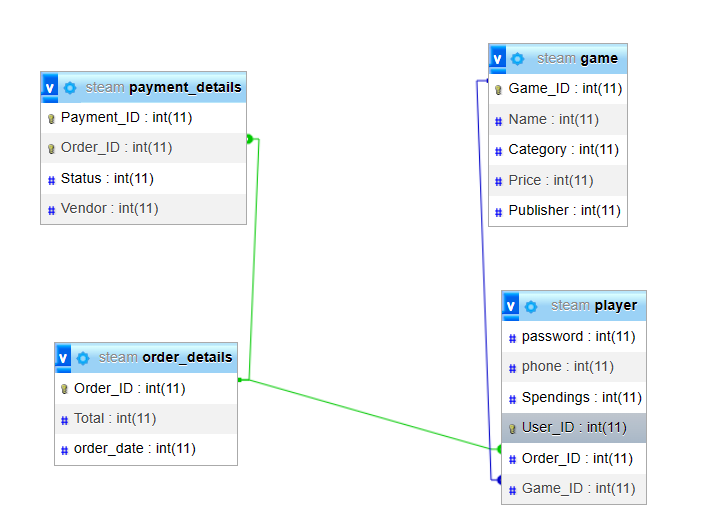 v steam payment_details
Payment_ID : int(11)
Order_ID : int(11)
# Status : int(11)
# Vendor : int(11)
v steam game
Game_ID : int(11)
# Name : int(11)
# Category : int(11)
# Price : int(11)
# Publisher : int(11)
v steam player
# password : int(11)
# phone : int(11)
# Spendings : int(11)
User_ID : int(11)
# Order_ID : int(11)
# Game_ID : int(11)
v steam order_details
Order_ID : int(11)
# Total : int(11)
# order_date : int(11)